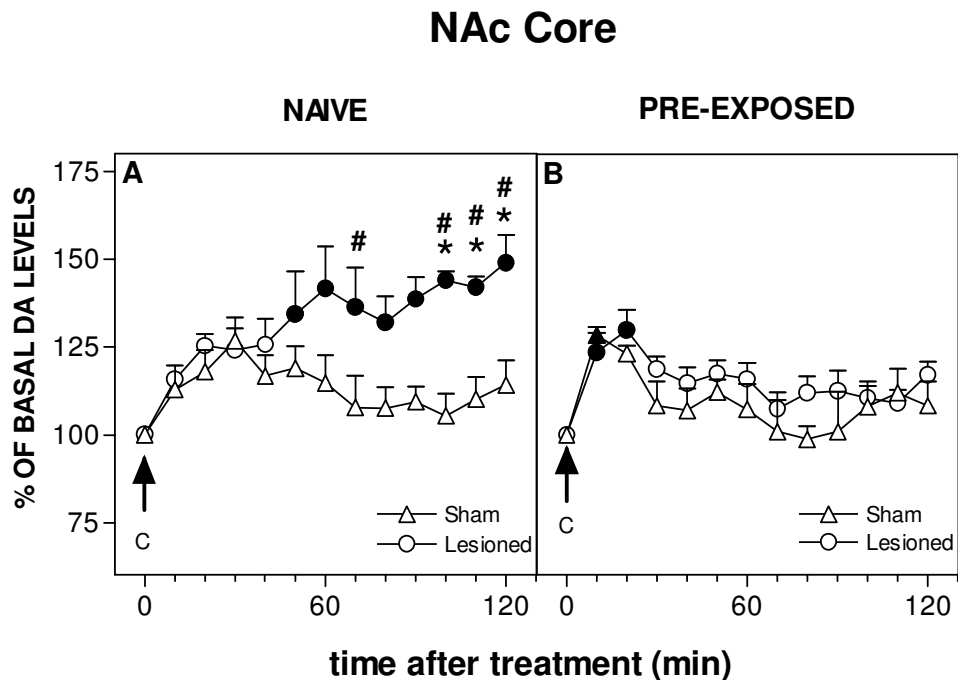 NAc Core
NAIVE
PRE-EXPOSED
% OF BASAL DA LEVELS
175
150
125
100
75
A
#
#
*
#
*
#
*
C
Sham
Lesioned
0
60
120
B
C
Sham
Lesioned
0
60
120
time after treatment (min)